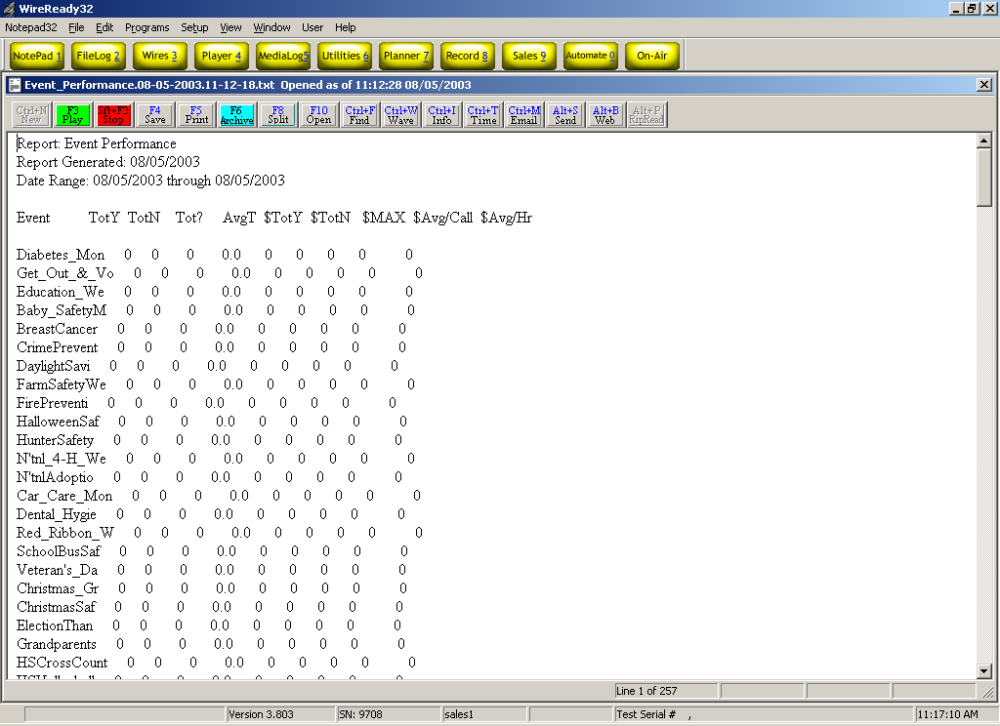 WireReady32
Notepad32 File Edit Programs Setup View Window User Help
NotePad 1 FileLog 2 Wires 3 Player 4 MediaLog5 Utilities 6 Planner 7 Record 8 Sales 9 Automate 0 On-Air
Event_Performance.08-05-2003.11-12-18.txt Opened as of 11:12:28 08/05/2003
Ctrl+N Srt+F3 F3 F4 F5 F6 F8 F10 Ctrl+F Ctrl+W Ctrl+I Ctrl+T Ctrl+M Alt+S Alt+B Alt+P
New Play Stop Save Print Archive Split Open Find Wave Info Time Email Send Web RipRead
Report: Event Performance
Report Generated: 08/05/2003
Date Range: 08/05/2003 through 08/05/2003
Event TotY TotN Tot? AvgT $TotY $TotN $MAX $Avg/Call $Avg/Hr
Diabetes_Mon 0 0 0 0.0 0 0 0 0 0
Get_Out_&_Vo 0 0 0 0.0 0 0 0 0 0
Education_We 0 0 0 0.0 0 0 0 0 0
Baby_SafetyM 0 0 0 0.0 0 0 0 0 0
BreastCancer 0 0 0 0.0 0 0 0 0 0
CrimePrevent 0 0 0 0.0 0 0 0 0 0
DaylightSavi 0 0 0 0.0 0 0 0 0 0
FarmSafetyWe 0 0 0 0.0 0 0 0 0 0
FirePreventi 0 0 0 0.0 0 0 0 0 0
HalloweenSaf 0 0 0 0.0 0 0 0 0 0
HunterSafety 0 0 0 0.0 0 0 0 0 0
N'tnl_4-H_We 0 0 0 0.0 0 0 0 0 0
N'tnlAdoptio 0 0 0 0.0 0 0 0 0 0
Car_Care_Mon 0 0 0 0.0 0 0 0 0 0
Dental_Hygie 0 0 0 0.0 0 0 0 0 0
Red_Ribbon_W 0 0 0 0.0 0 0 0 0 0
SchoolBusSaf 0 0 0 0.0 0 0 0 0 0
Veteran's_Da 0 0 0 0.0 0 0 0 0 0
Christmas_Gr 0 0 0 0.0 0 0 0 0 0
ChristmasSaf 0 0 0 0.0 0 0 0 0 0
ElectionThan 0 0 0 0.0 0 0 0 0 0
Grandparents 0 0 0 0.0 0 0 0 0 0
HSCrossCount 0 0 0 0.0 0 0 0 0 0
Line 1 of 257
Version 3.803 SN: 9708 sales1 Test Serial # , 11:17:10 AM